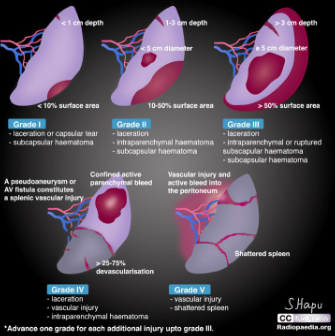 < 1 cm depth
< 10% surface area
Grade I
- laceration or capsular tear
- subcapsular haematoma
1-3 cm depth
< 5 cm diameter
10-50% surface area
Grade II
- laceration
- intraparenchymal haematoma
- subcapsular haematoma
> 3 cm depth
≥ 5 cm diameter
> 50% surface area
Grade III
- laceration
- intraparenchymal or ruptured
subcapsular haematoma
- subcapsular haematoma
A pseudoaneurysm or
AV fistula constitutes
a splenic vascular injury
Confined active
parenchymal bleed
> 25-75%
devascularisation
Grade IV
- laceration
- vascular injury
- intraparenchymal haematoma
Vascular injury and
active bleed into
the peritoneum
Shattered spleen
Grade V
- vascular injury
- shattered spleen
S.Hapu
CC
Radiopaedia.org
*Advance one grade for each additional injury upto grade III.